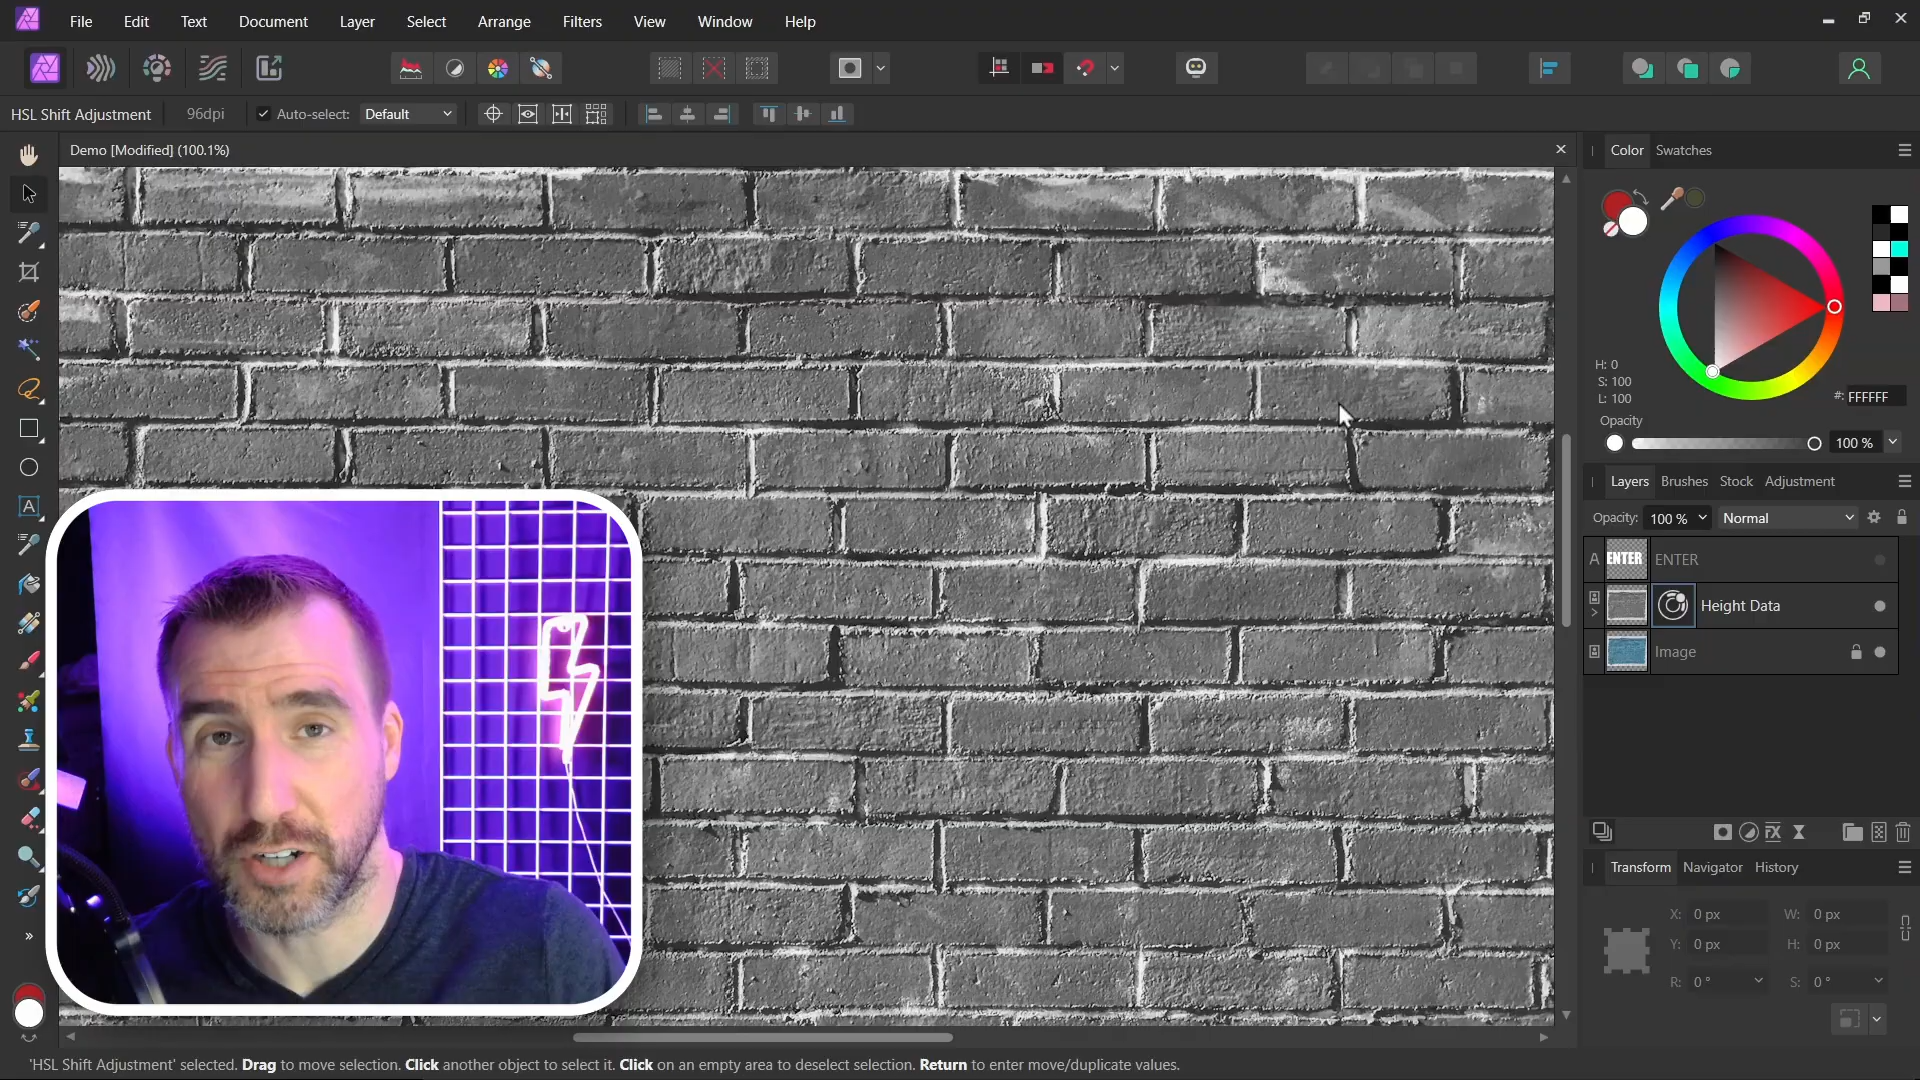 File Edit Text Document Layer Select Arrange Filters View Window Help
HSL Shift Adjustment 96dpi Auto-select: Default
Demo [Modified] (100.1%)
Color Swatches
H: 0
S: 100
L: 100
#: FFFFFF
Opacity
100 %
Layers Brushes Stock Adjustment
Opacity: 100 % Normal
A ENTER ENTER
Height Data
Image
Transform Navigator History
X: 0 px W: 0 px
Y: 0 px H: 0 px
R: 0 ° S: 0 °
A
'HSL Shift Adjustment' selected. Drag to move selection. Click another object to select it. Click on an empty area to deselect selection. Return to enter move/duplicate values.